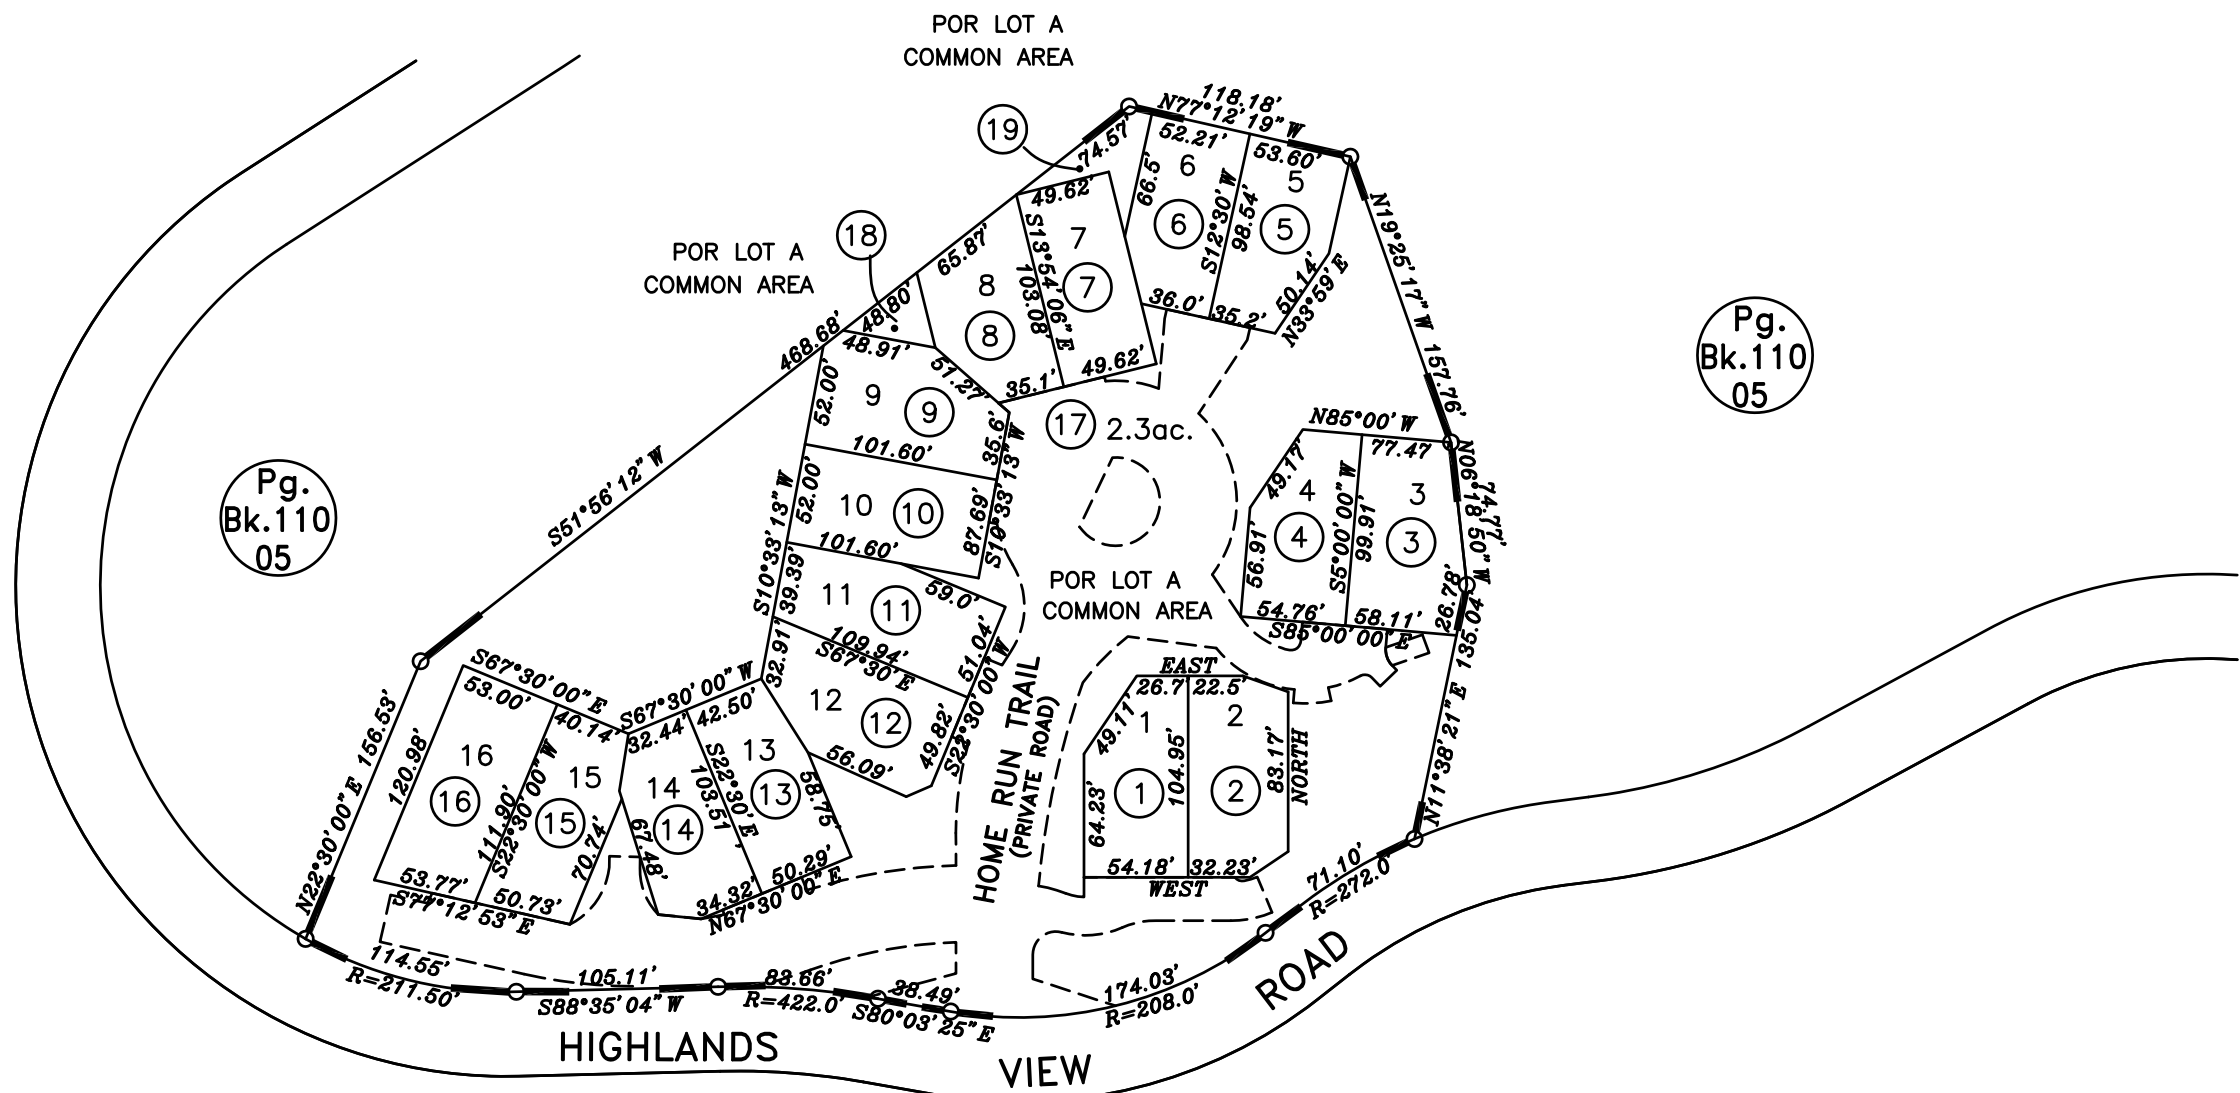 POR LOT A
COMMON AREA
19
118.18'
N77°12'19"W
74.57'
52.21'
53.60'
6
6
66.5'
S12°30'W
98.54'
5
5
36.0'
35.2'
50.14'
N33°59'E
N19°25'17"W 157.76'
POR LOT A
COMMON AREA
18
49.62'
7
7
S13°54'06"E
103.08'
49.62'
65.87'
8
8
35.1'
48.80'
468.68'
48.91'
51.27'
52.00'
9
9
35.6'
101.60'
S10°33'13"W
52.00'
10
10
87.69'
S10°33'13"W
101.60'
39.39'
11
11
59.0'
51.04'
109.94'
S67°30'E
32.91'
12
12
49.82'
S22°30'00"W
56.09'
17
2.3ac.
POR LOT A
COMMON AREA
Pg.
Bk.110
05
Pg.
Bk.110
05
N85°00'W
77.47
49.17'
4
4
56.91'
S5°00'00"W
99.91'
3
3
N06°18'50"W
74.77'
26.78'
54.76'
58.11'
S85°00'00"E
N11°38'21"E 135.04'
S51°56'12"W
N22°30'00"E 156.53'
S67°30'00"E
53.00'
40.14'
120.98'
16
16
111.90'
S22°30'00"W
15
15
70.74'
53.77'
50.73'
S77°12'53"E
S67°30'00"W
32.44'
42.50'
14
14
67.48'
S22°30'E
103.51'
13
13
58.75'
34.32'
50.29'
N67°30'00"E
HOME RUN TRAIL
(PRIVATE ROAD)
EAST
26.7'
22.5'
49.11'
1
1
64.23'
104.95'
2
2
83.17'
NORTH
54.18'
32.23'
WEST
114.55'
R=211.50'
105.11'
S88°35'04"W
83.66'
R=422.0'
38.49'
S80°03'25"E
174.03'
R=208.0'
71.10'
R=272.0'
HIGHLANDS
VIEW
ROAD